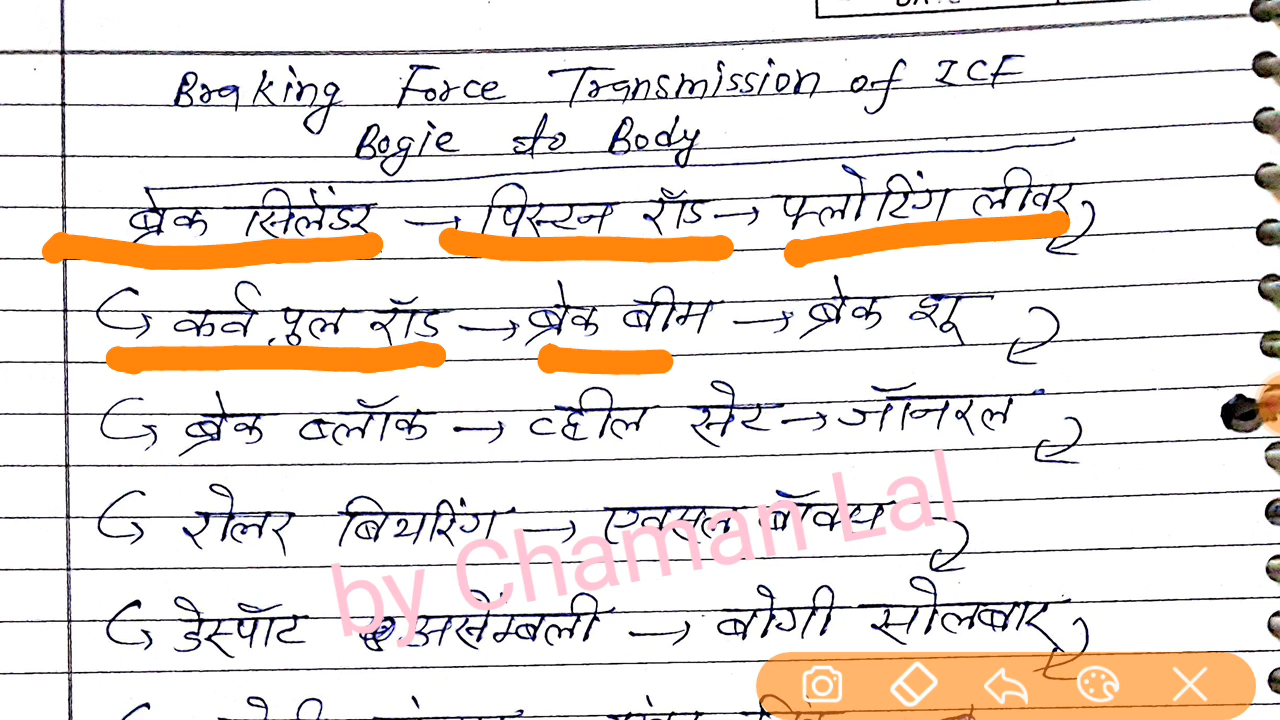 Braking Force Transmission of ICF
Bogie to Body
ब्रेक सिलेंडर → पिस्टन रॉड → फ्लोटिंग लीवर
↪ कर्व पुल रॉड → ब्रेक बीम → ब्रेक शू
↪ ब्रेक ब्लॉक → व्हील सेट → जॉनरल
↪ रोलर बियरिंग → एक्सल बॉक्स
by Chaman Lal
↪ डेस्पॉट असेम्बली → बोगी सोलबार